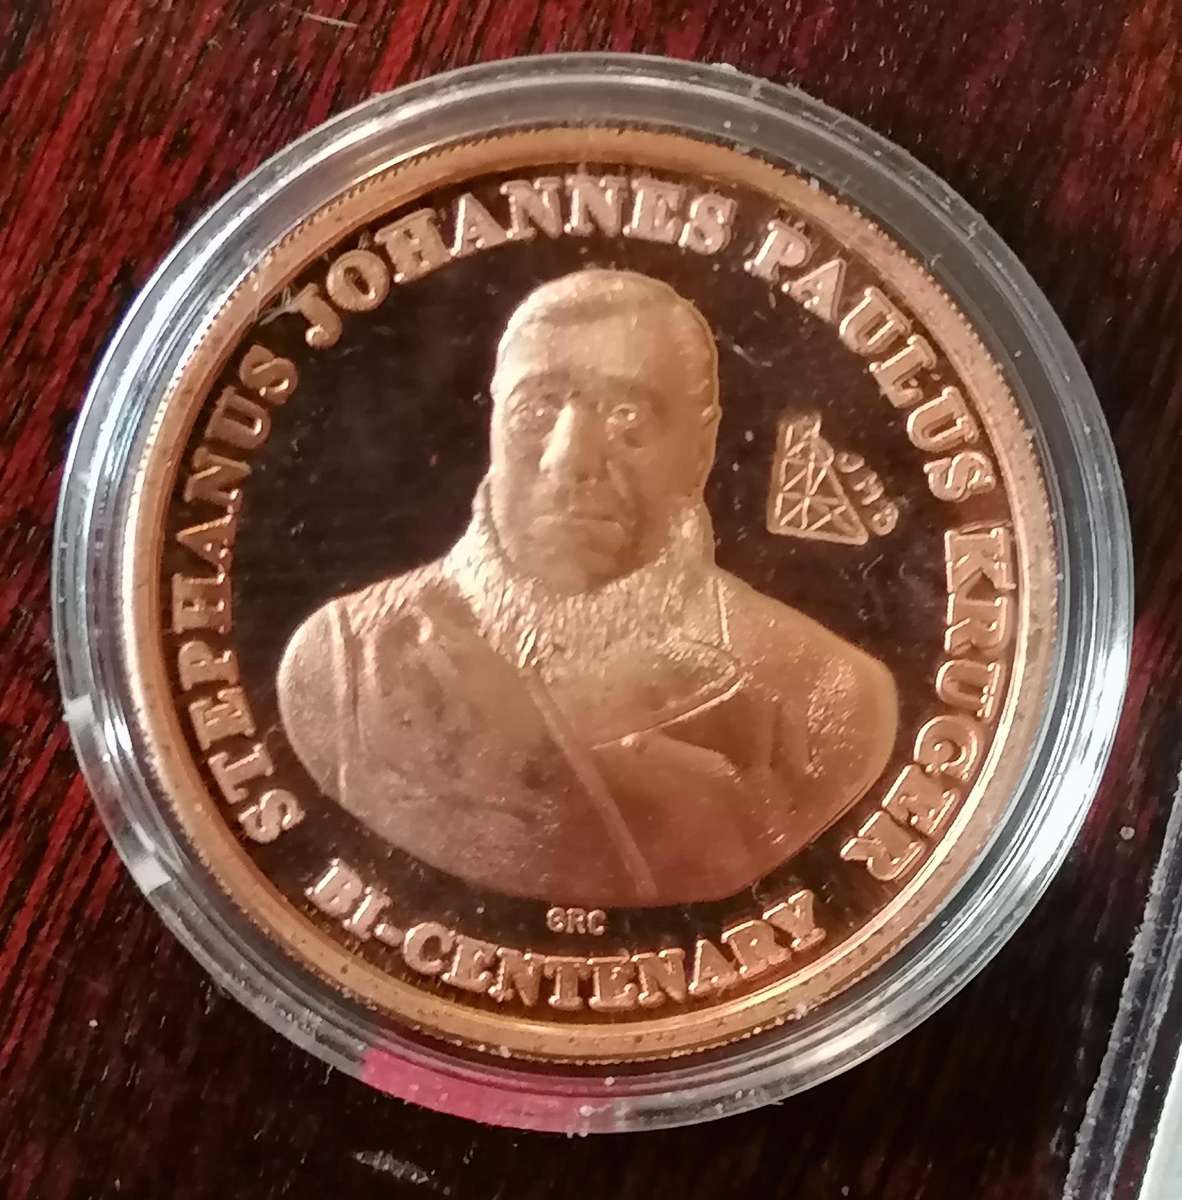 STEPHANUS JOHANNES PAULUS KRUGER
BI-CENTENARY
GRC